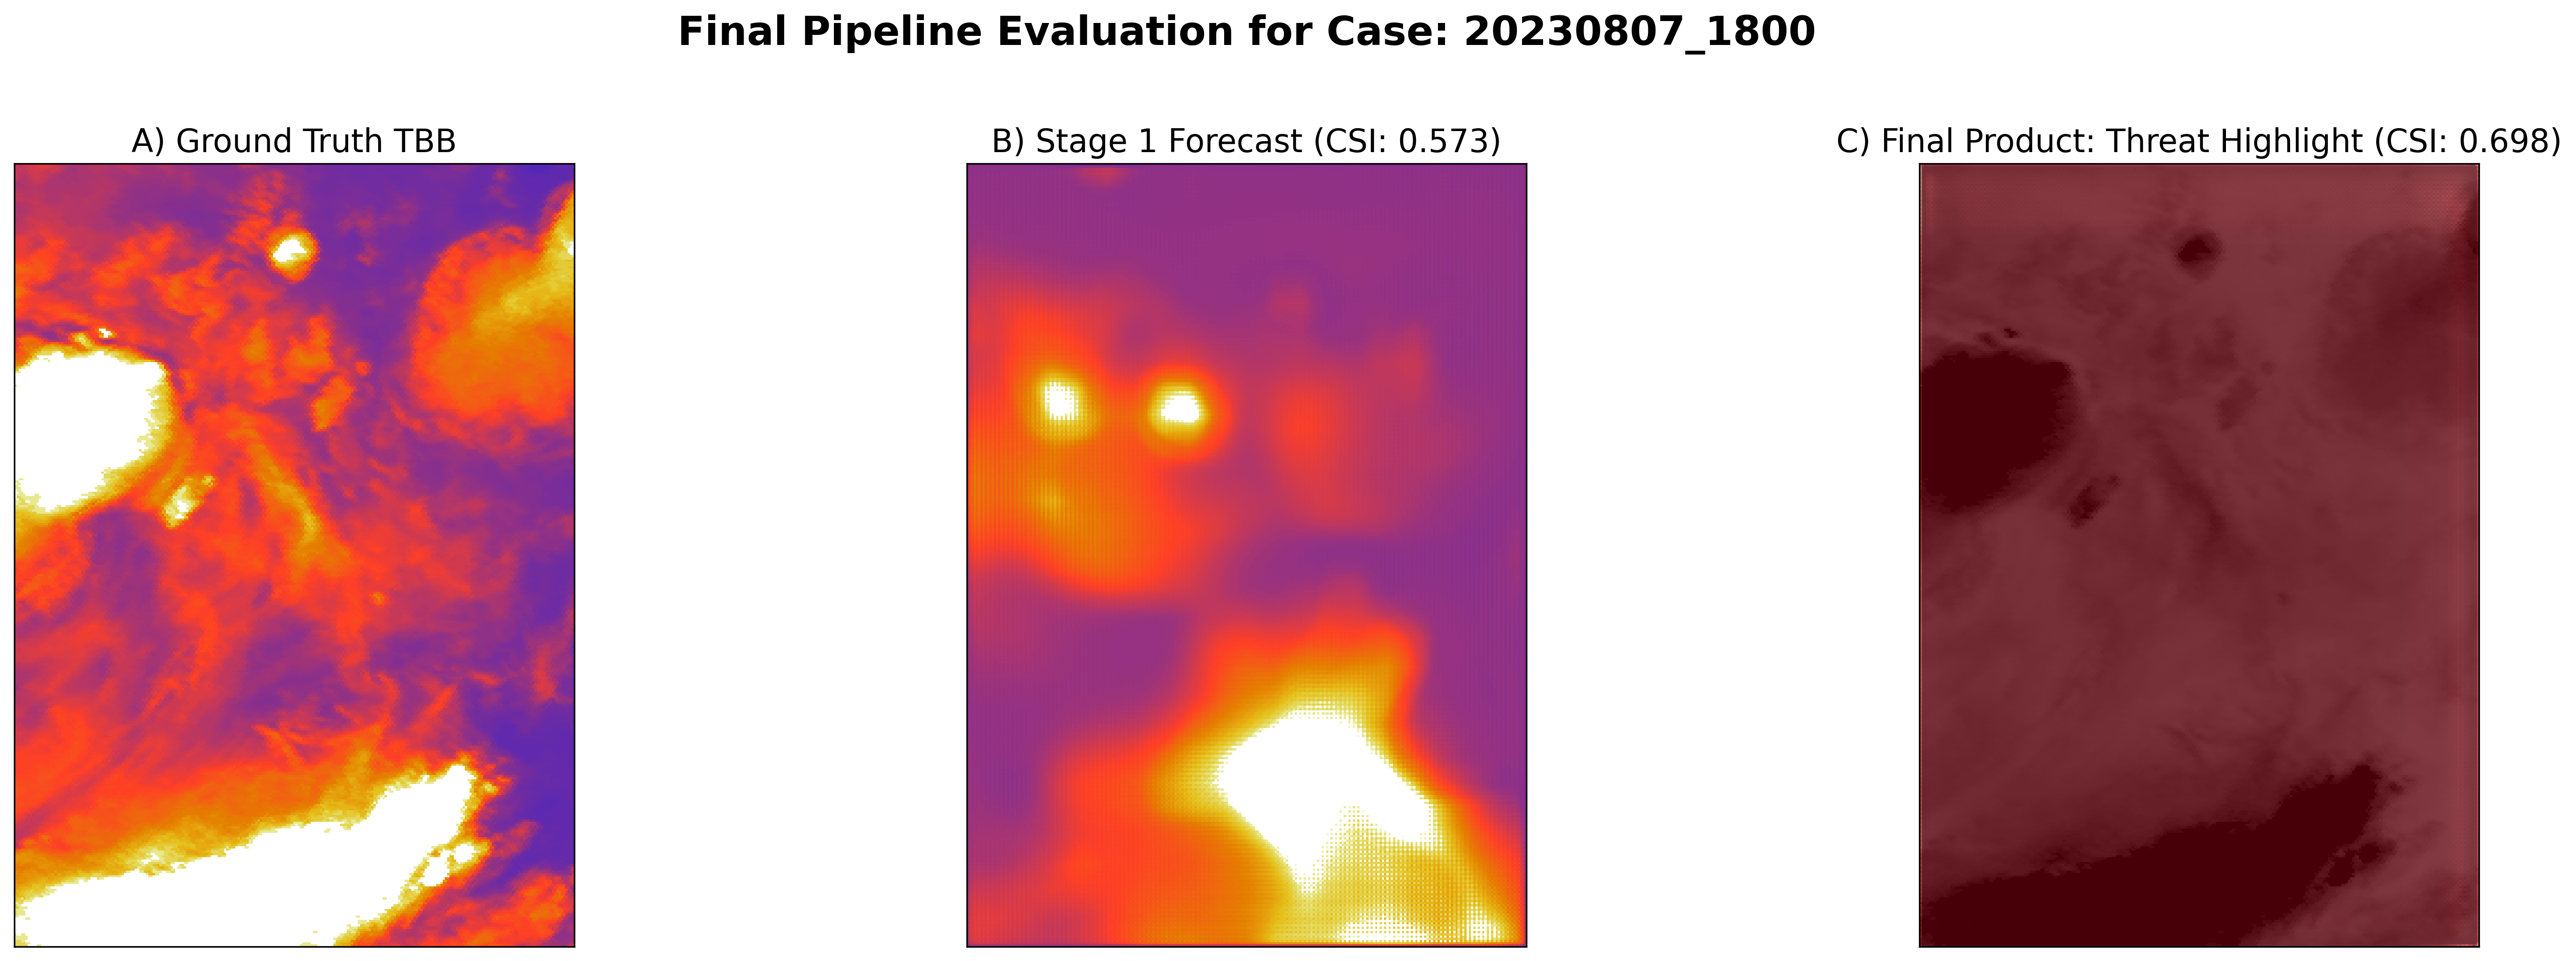 Final Pipeline Evaluation for Case: 20230807_1800
A) Ground Truth TBB
B) Stage 1 Forecast (CSI: 0.573)
C) Final Product: Threat Highlight (CSI: 0.698)